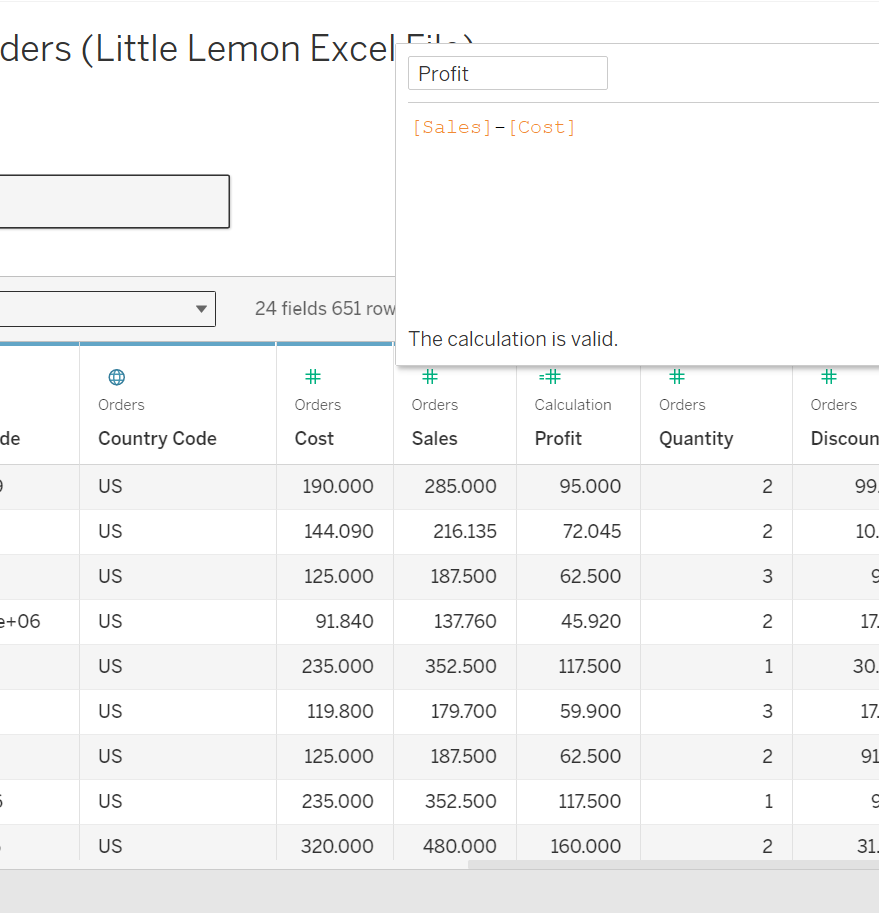 ders (Little Lemon Excel File)
Profit
[Sales]-[Cost]
The calculation is valid.
24 fields 651 row
Orders Orders Orders Calculation Orders Orders
de Country Code Cost Sales Profit Quantity Discoun
US 190.000 285.000 95.000 2 99.
US 144.090 216.135 72.045 2 10.
US 125.000 187.500 62.500 3 9
e+06 US 91.840 137.760 45.920 2 17.
US 235.000 352.500 117.500 1 30.
US 119.800 179.700 59.900 3 17.
US 125.000 187.500 62.500 2 91
US 235.000 352.500 117.500 1 9
US 320.000 480.000 160.000 2 31.